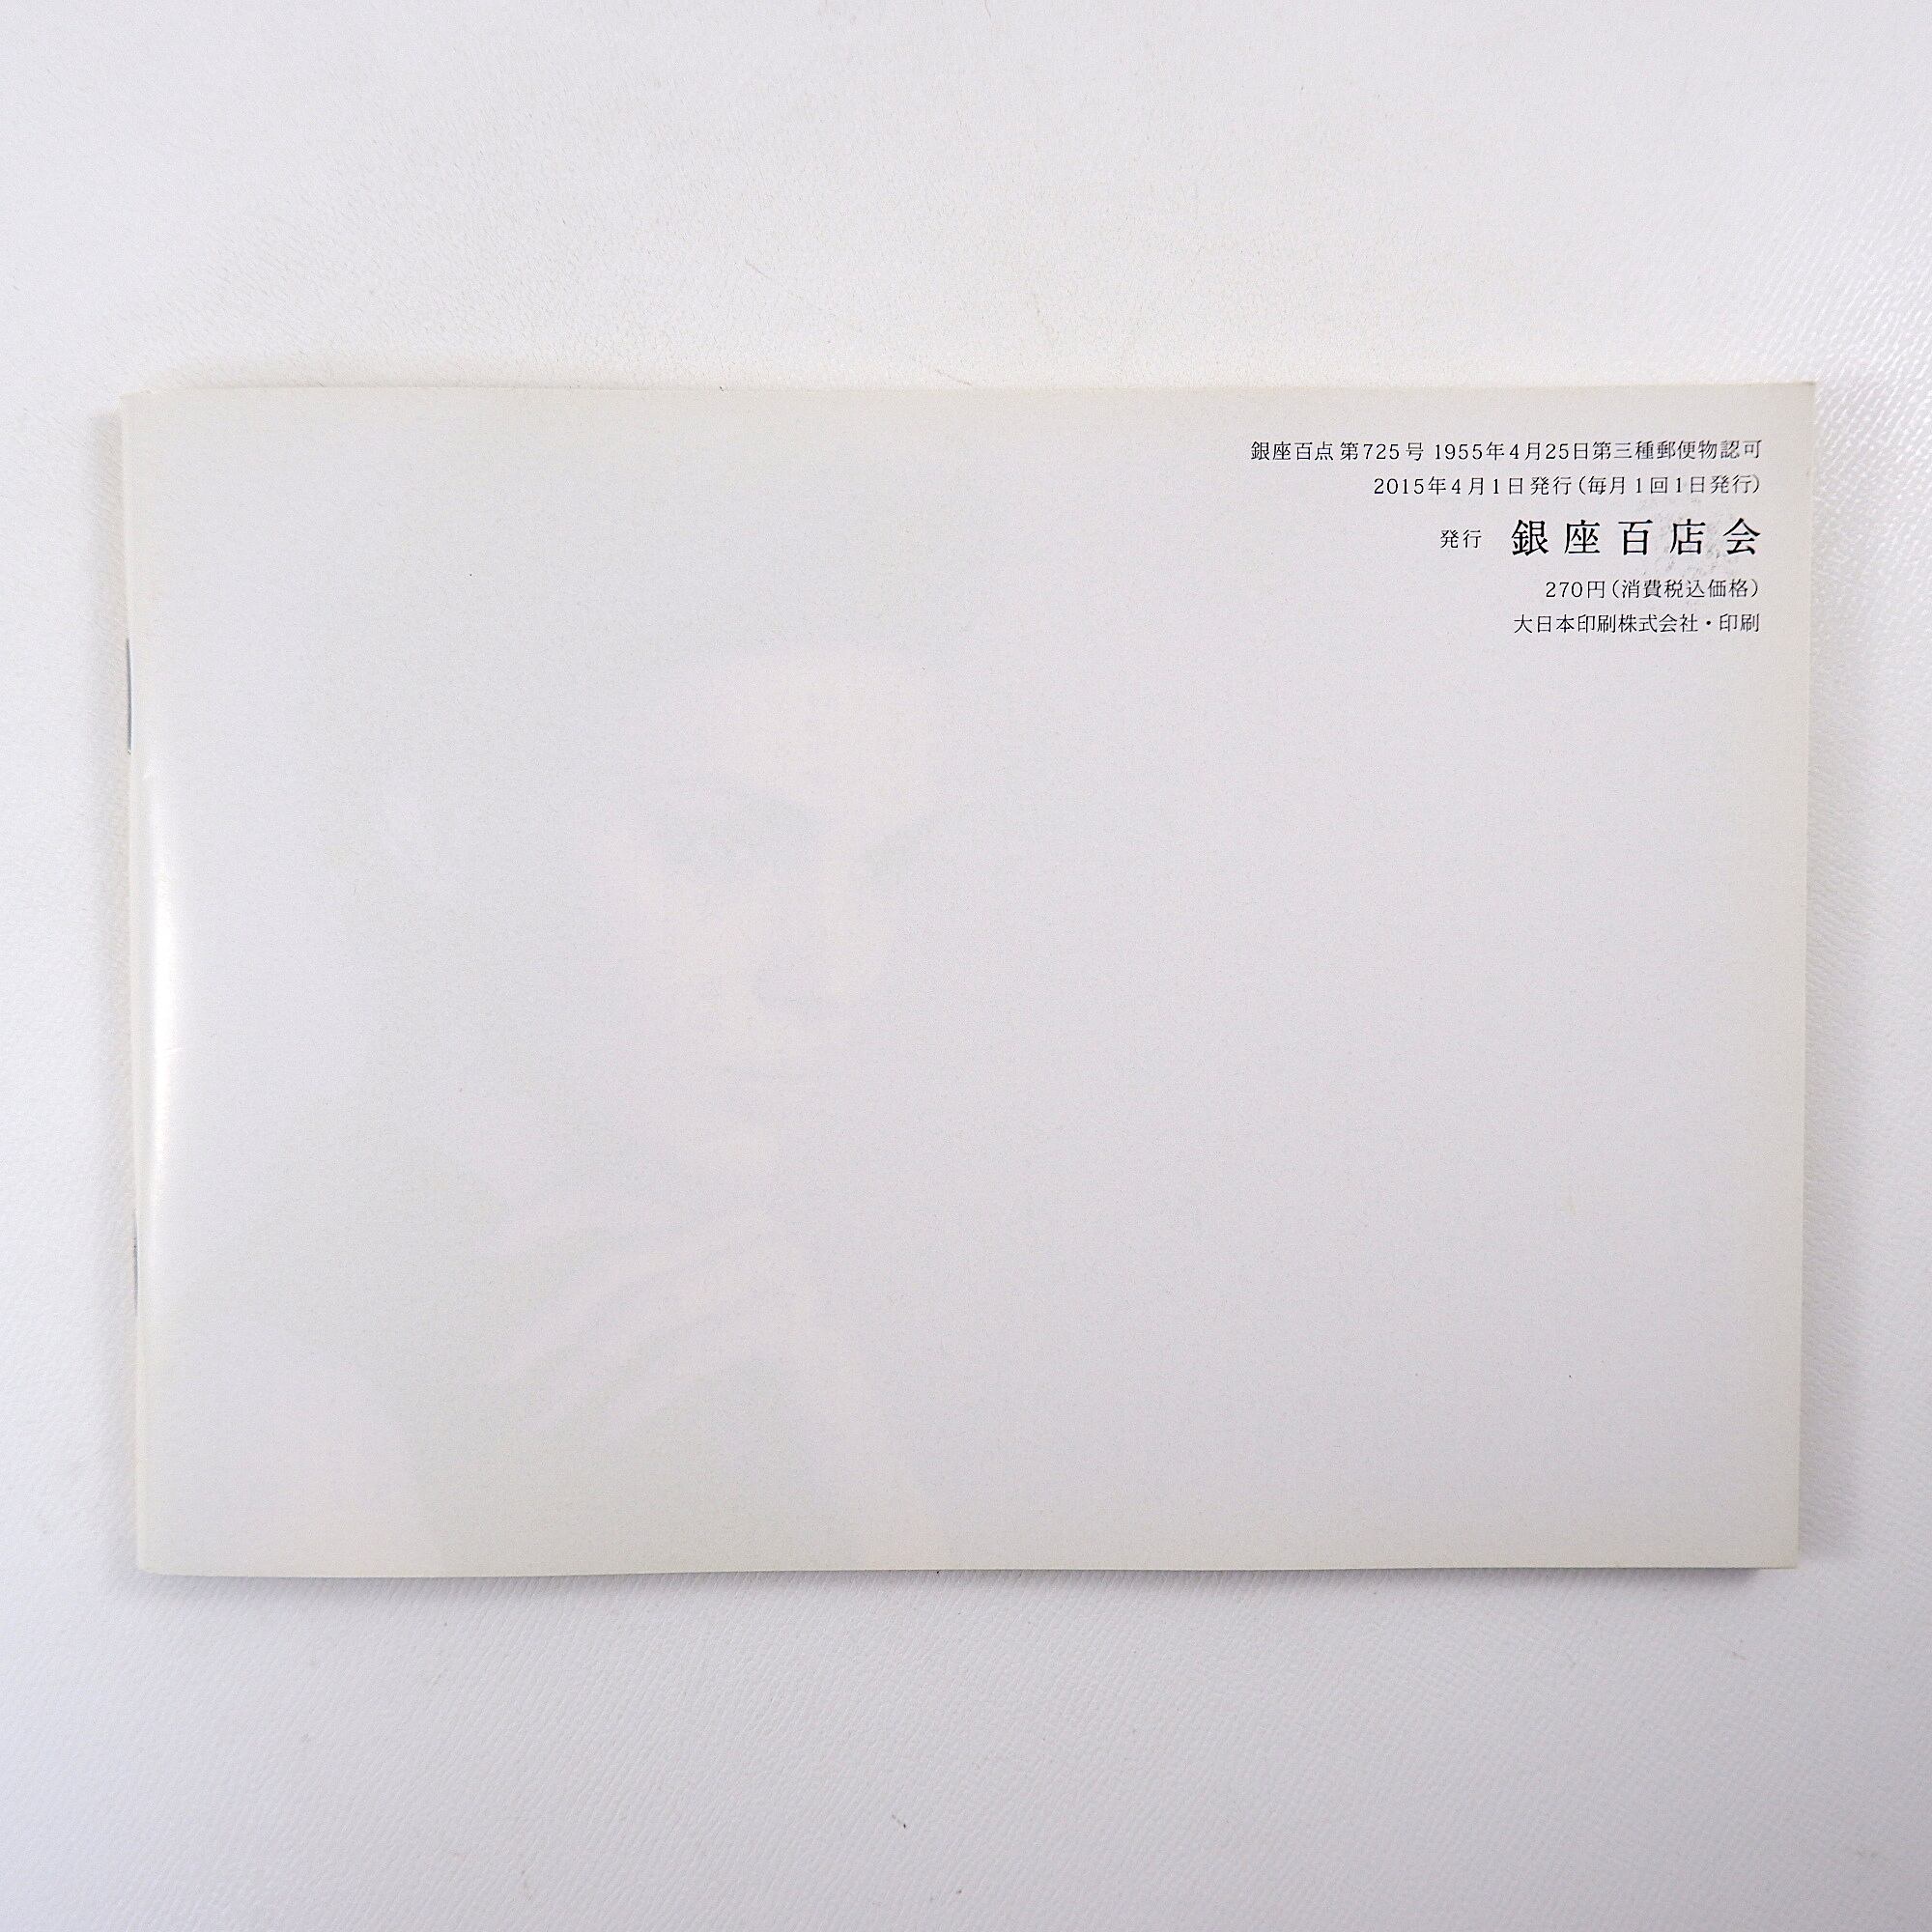 銀座百点 第725号 1955年4月25日第三種郵便物認可
2015年4月1日発行（毎月1回1日発行）
発行 銀座百店会
270円（消費税込価格）
大日本印刷株式会社・印刷